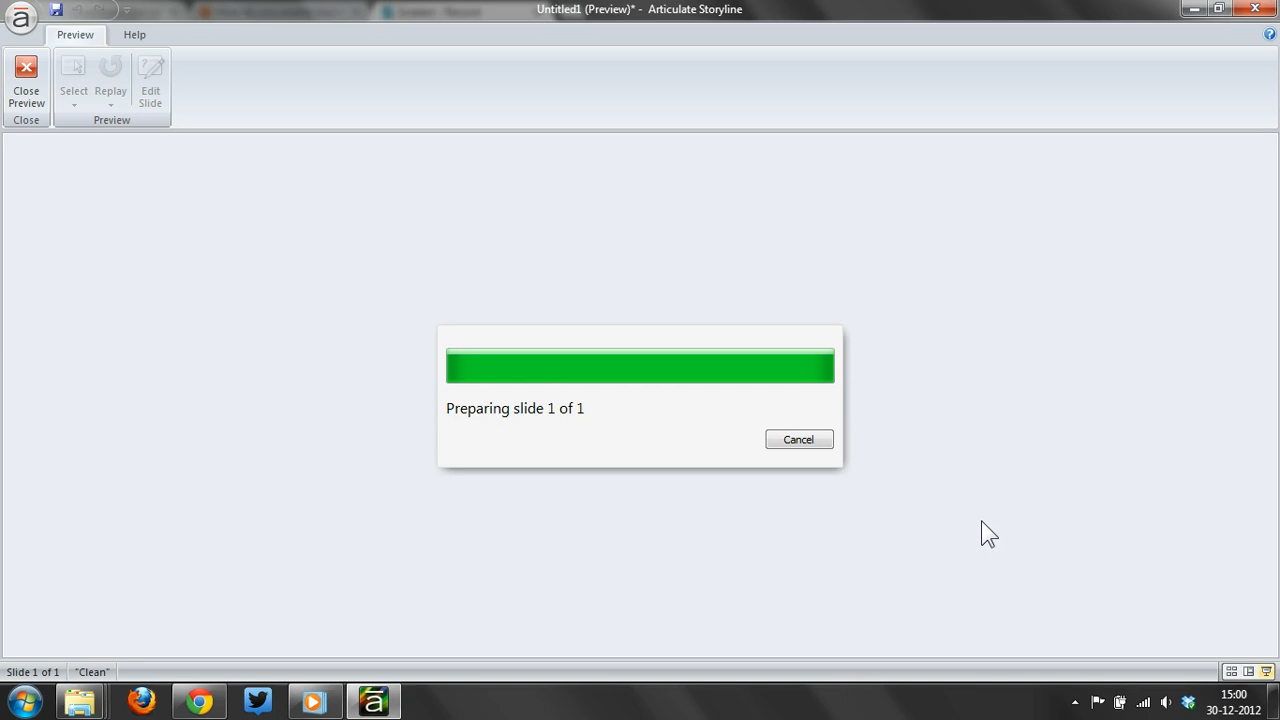 Untitled1 (Preview)* - Articulate Storyline
Preview Help
Close Preview
Select
Replay
Edit Slide
Close
Preview
Preparing slide 1 of 1
Cancel
Slide 1 of 1 "Clean"
15:00
30-12-2012